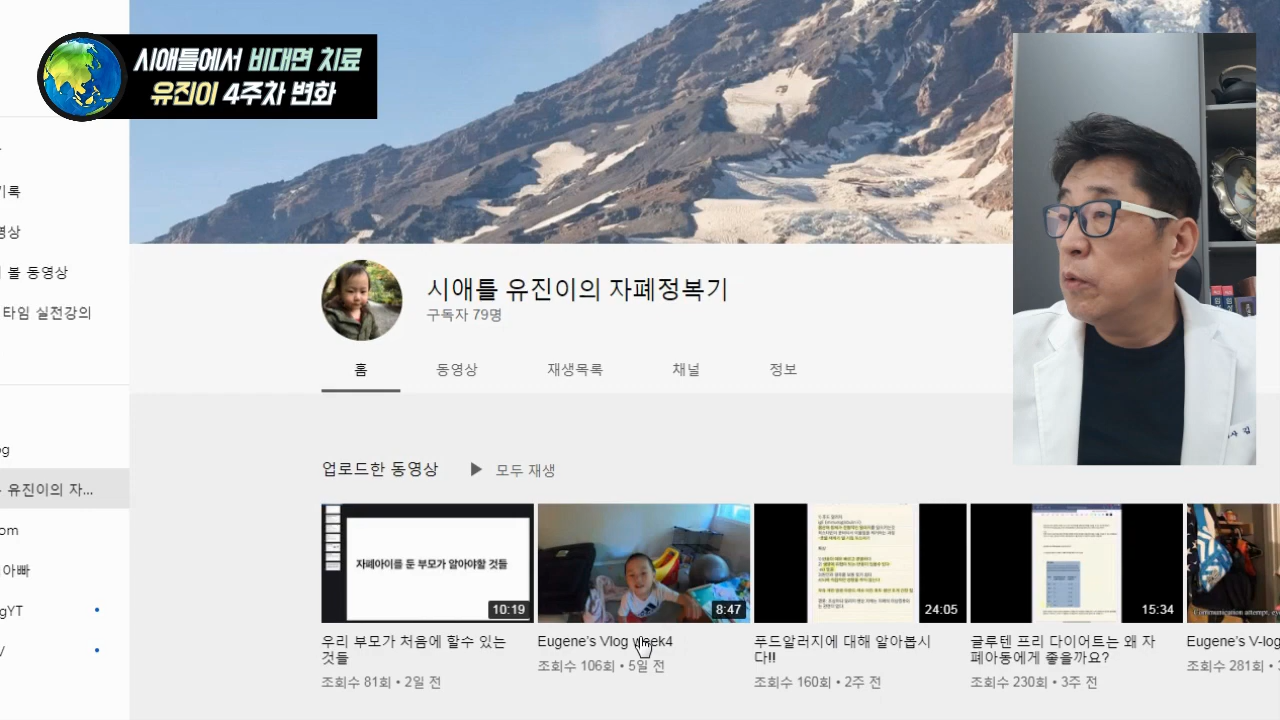 시애틀에서 비대면 치료
유진이 4주차 변화
기록
영상
볼 동영상
타임 실전강의
유진이의 자...
아빠
gYT
시애틀 유진이의 자폐정복기
구독자 79명
홈
동영상
재생목록
채널
정보
업로드한 동영상
모두 재생
자폐아이를 둔 부모가 알아야할 것들
10:19
8:47
24:05
15:34
우리 부모가 처음에 할수 있는
것들
조회수 81회 • 2일 전
Eugene's Vlog week4
조회수 106회 • 5일 전
푸드알러지에 대해 알아봅시
다!!
조회수 160회 • 2주 전
글루텐 프리 다이어트는 왜 자
폐아동에게 좋을까요?
조회수 230회 • 3주 전
Communication attempt,
Eugene's V-log
조회수 281회 •